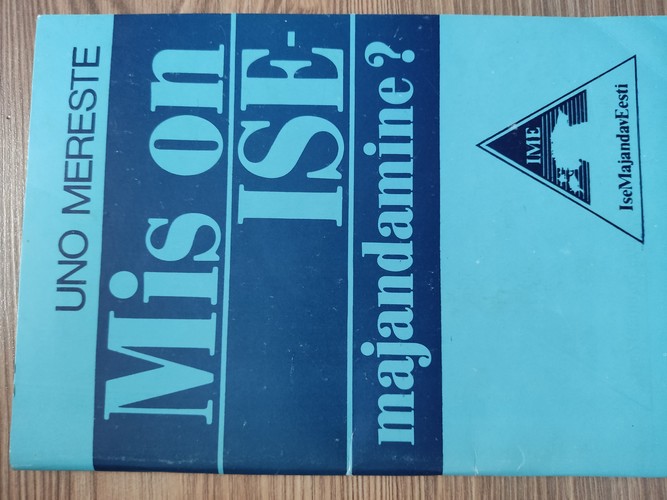 UNO MERESTE
Mis on
ISE-
majandamine?
IME
IseMajandavEesti